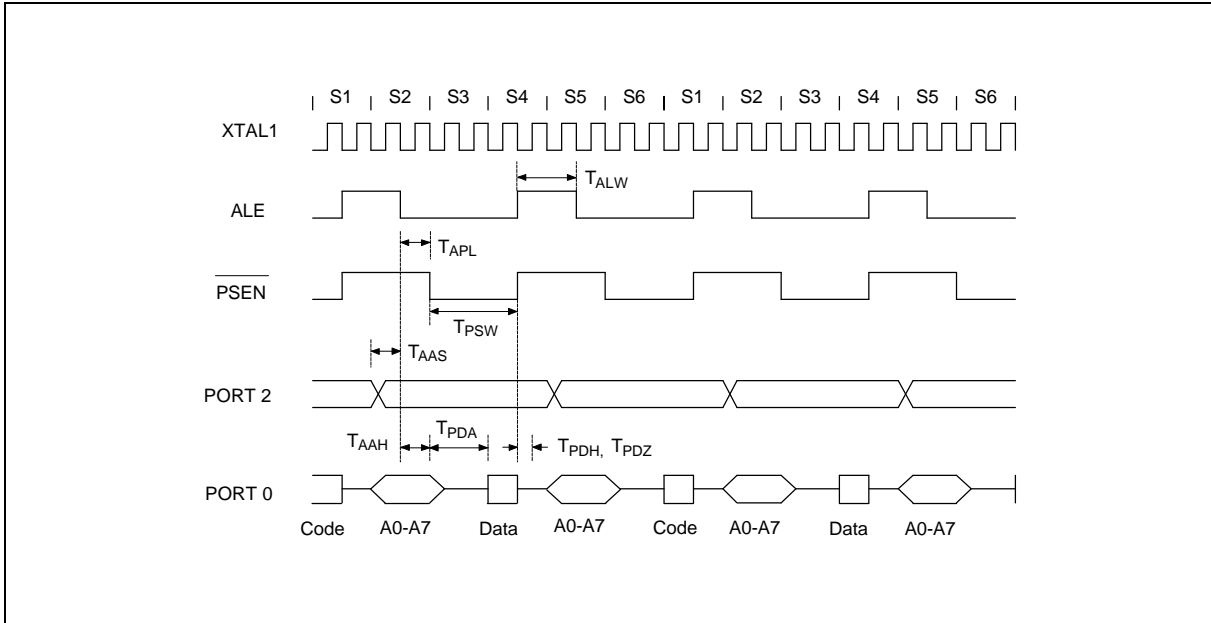 S1 S2 S3 S4 S5 S6 S1 S2 S3 S4 S5 S6
XTAL1
TALW
ALE
TAPL
PSEN
TPSW
TAAS
PORT 2
TAAH TPDA TPDH, TPDZ
PORT 0
Code A0-A7 Data A0-A7 Code A0-A7 Data A0-A7